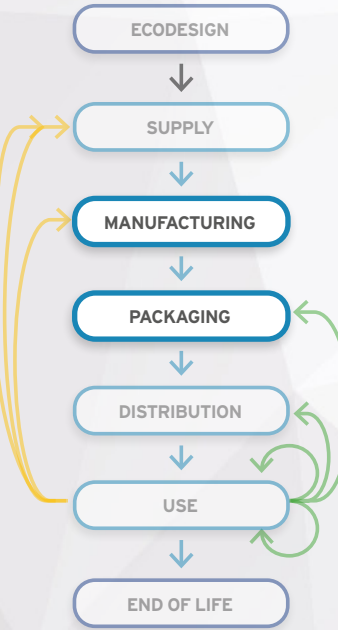 ECODESIGN
SUPPLY
MANUFACTURING
PACKAGING
DISTRIBUTION
USE
END OF LIFE